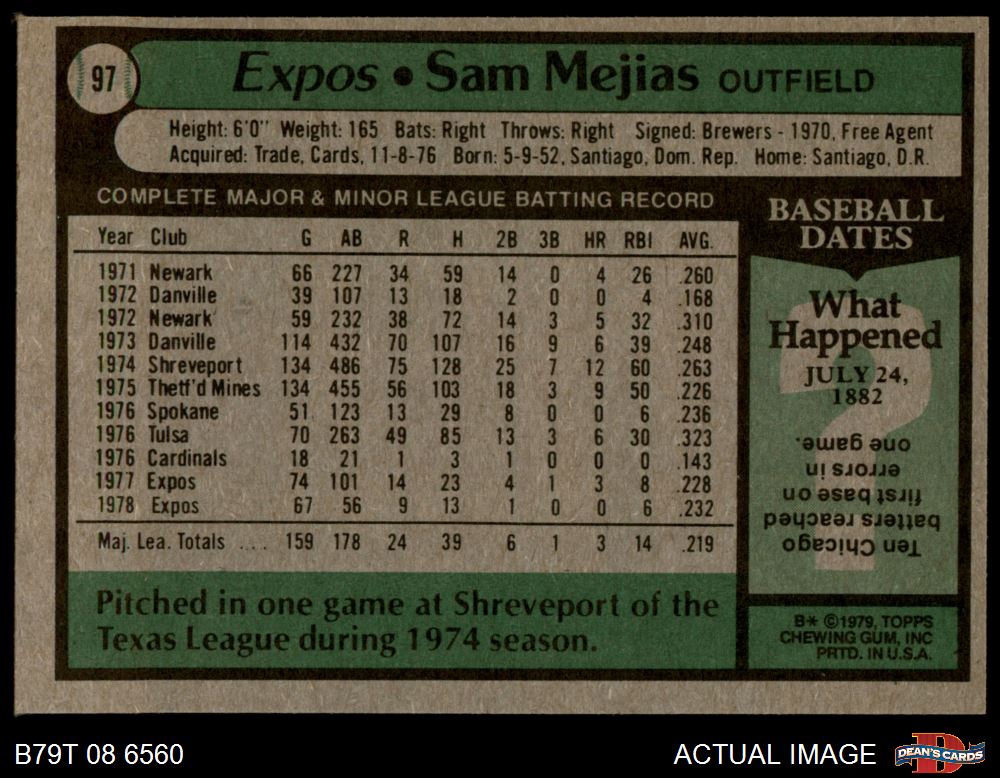 97
Expos • Sam Mejias OUTFIELD
Height: 6'0" Weight: 165 Bats: Right Throws: Right Signed: Brewers - 1970, Free Agent
Acquired: Trade, Cards, 11-8-76 Born: 5-9-52, Santiago, Dom. Rep. Home: Santiago, D.R.
COMPLETE MAJOR & MINOR LEAGUE BATTING RECORD
Year Club G AB R H 2B 3B HR RBI AVG.
1971 Newark 66 227 34 59 14 0 4 26 .260
1972 Danville 39 107 13 18 2 0 0 4 .168
1972 Newark 59 232 38 72 14 3 5 32 .310
1973 Danville 114 432 70 107 16 9 6 39 .248
1974 Shreveport 134 486 75 128 25 7 12 60 .263
1975 Thetf'd Mines 134 455 56 103 18 3 9 50 .226
1976 Spokane 51 123 13 29 8 0 0 6 .236
1976 Tulsa 70 263 49 85 13 3 6 30 .323
1976 Cardinals 18 21 1 3 1 0 0 0 .143
1977 Expos 74 101 14 23 4 1 3 8 .228
1978 Expos 67 56 9 13 1 0 0 6 .232
Maj. Lea. Totals .... 159 178 24 39 6 1 3 14 .219
Pitched in one game at Shreveport of the
Texas League during 1974 season.
BASEBALL
DATES
?
What
Happened
JULY 24,
1882
Ten Chicago
batters reached
first base on
errors in
one game.
B* ©1979, TOPPS
CHEWING GUM, INC
PRTD. IN U.S.A.
B79T 08 6560
ACTUAL IMAGE
DEAN'S CARDS